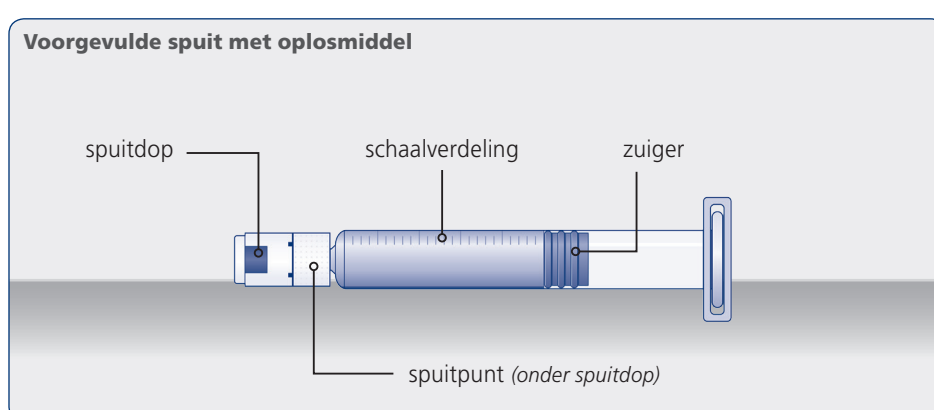 Voorgevulde spuit met oplosmiddel
spuitdop
schaalverdeling
zuiger
spuitpunt (onder spuitdop)